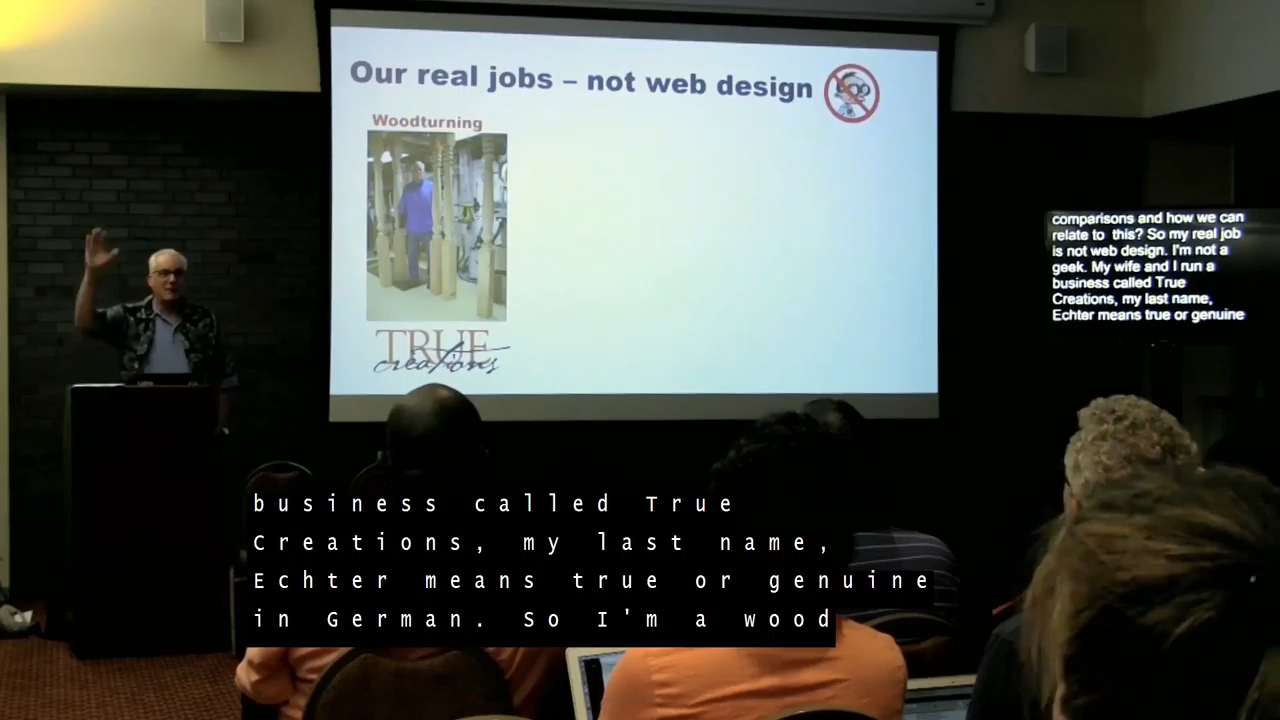 Our real jobs – not web design
Woodturning
TRUE
creations
comparisons and how we can
relate to this? So my real job
is not web design. I'm not a
geek. My wife and I run a
business called True
Creations, my last name,
Echter means true or genuine
business called True
Creations, my last name,
Echter means true or genuine
in German. So I'm a wood